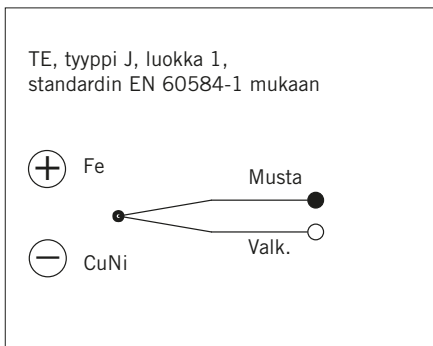 TE, tyyppi J, luokka 1,
standardin EN 60584-1 mukaan
+ Fe
Musta
Valk.
− CuNi